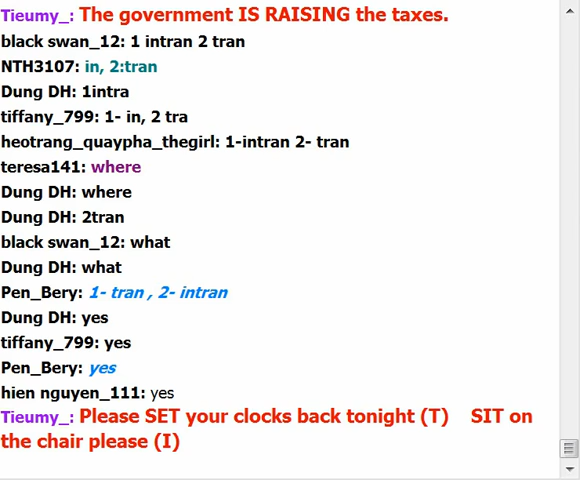 Tieumy_: The government IS RAISING the taxes.
black swan_12: 1 intran 2 tran
NTH3107: in, 2:tran
Dung DH: 1intra
tiffany_799: 1- in, 2 tra
heotrang_quaypha_thegirl: 1-intran 2- tran
teresa141: where
Dung DH: where
Dung DH: 2tran
black swan_12: what
Dung DH: what
Pen_Bery: 1- tran , 2- intran
Dung DH: yes
tiffany_799: yes
Pen_Bery: yes
hien nguyen_111: yes
Tieumy_: Please SET your clocks back tonight (T) SIT on
the chair please (I)